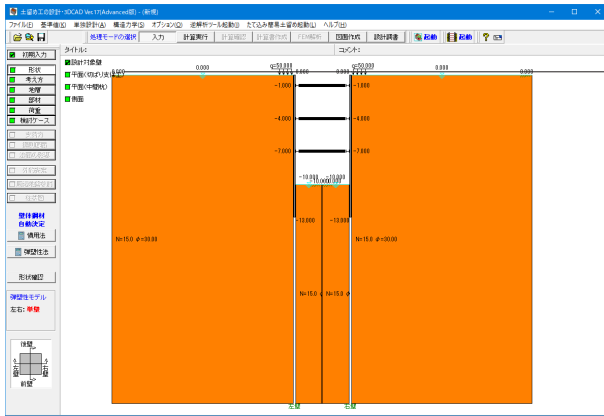 土留め工の設計・3DCAD Ver.17(Advanced版) - (新規)
ファイル(F) 基準値(K) 単独設計(A) 構造力学(S) オプション(O) 逆解析ツール起動(I) たて込み簡易土留の起動(L) ヘルプ(H)
処理モードの選択 入力 計算実行 計算確認 計算書作成 FEM解析 図面作成 設計調書 起動 起動 ?
初期入力 タイトル: コメント:
形状
考え方
地層
部材
荷重
検討ケース
設計対象壁
平面(切ばり支保工)
平面(中間杭)
側面
0.000 0.000 q=50.000 0.000 0.000 q=50.000 0.000 0.000
-1.000 -1.000
-4.000 -4.000
-7.000 -7.000
-10.000 -10.000
-13.000 -13.000
N=15.0 φ=30.00 N=15.0 φ=30.00
N=15.0 φ N=15.0 φ
壁体鋼材
自動決定
慣用法
弾塑性法
形状確認
弾塑性モデル
左右: 単壁
後壁
左壁 右壁
前壁
左壁 右壁